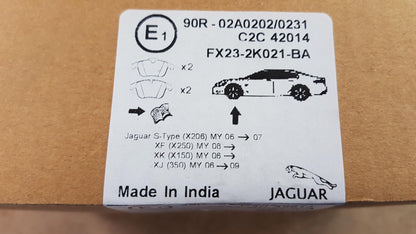 E1
90R - 02A0202/0231
C2C 42014
FX23-2K021-BA
x2
x2
Jaguar S-Type (X206) MY 06 → 07
XF (X250) MY 08 →
XK (X150) MY 06 →
XJ (350) MY 06 → 09
Made In India
JAGUAR